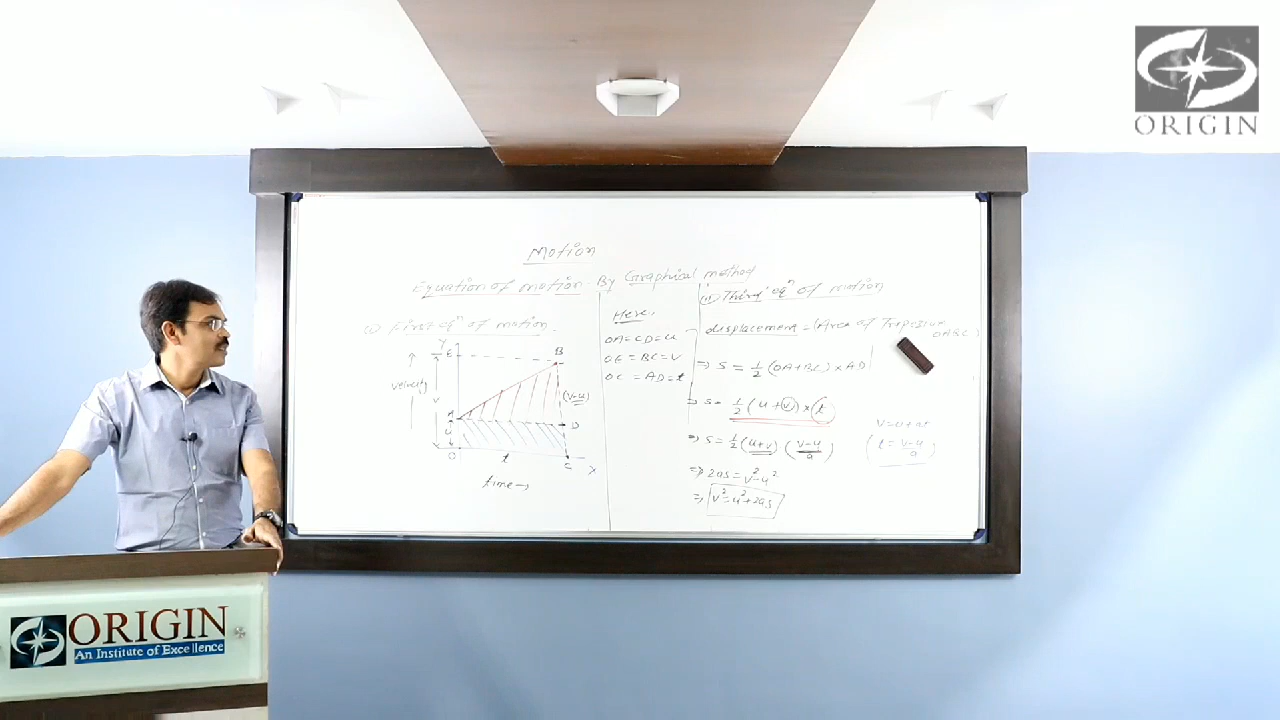 ORIGIN
Motion
Equation of motion By Graphical method
(i) First eqn of motion.
Y
E
B
velocity
v
(v-u)
A
u
D
O
t
C
X
time→
Here,
OA=CD=u
OE=BC=v
OC=AD=t
Third eqn of motion
displacement = (Area of Trapezium
OABC)
⇒ S = 1/2 (OA+BC) × AD
⇒ S = 1/2 (u+v) × (t)
⇒ S = 1/2 (u+v) (v-u/a)
⇒ 2as = v²-u²
⇒ v²-u²+2as
v=u+at
(t = v-u/a)
ORIGIN
An Institute of Excellence